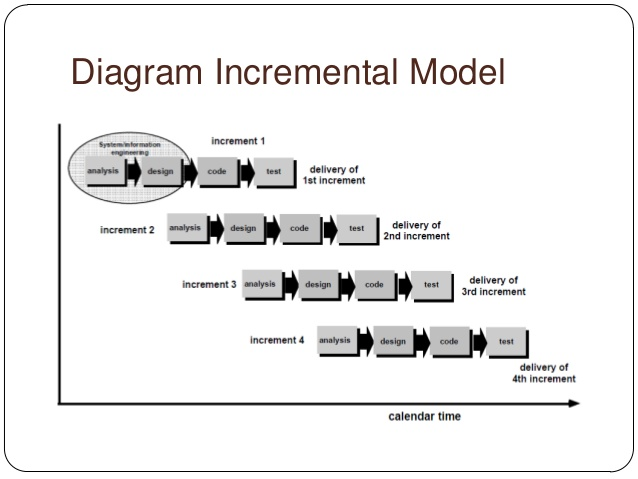 Diagram Incremental Model
increment 1
System/information
engineering
analysis design code test
delivery of
1st increment
increment 2 analysis design code test
delivery of
2nd increment
increment 3 analysis design code test
delivery of
3rd increment
increment 4 analysis design code test
delivery of
4th increment
calendar time